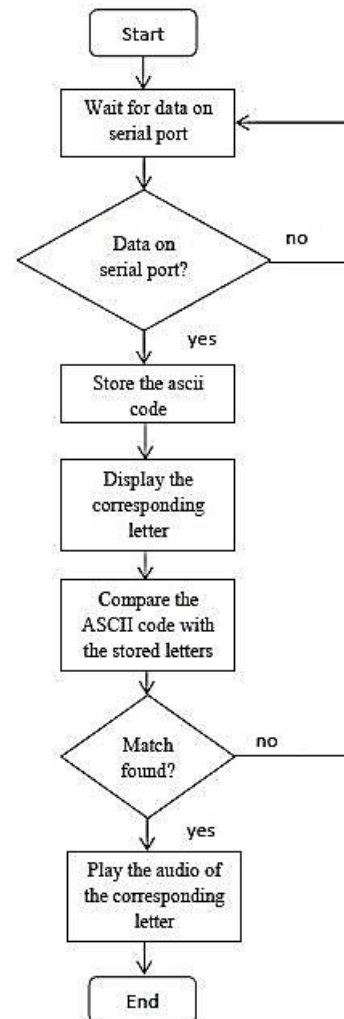 Start
Wait for data on
serial port
Data on
serial port?
no
yes
Store the ascii
code
Display the
corresponding
letter
Compare the
ASCII code with
the stored letters
Match
found?
no
yes
Play the audio of
the corresponding
letter
End